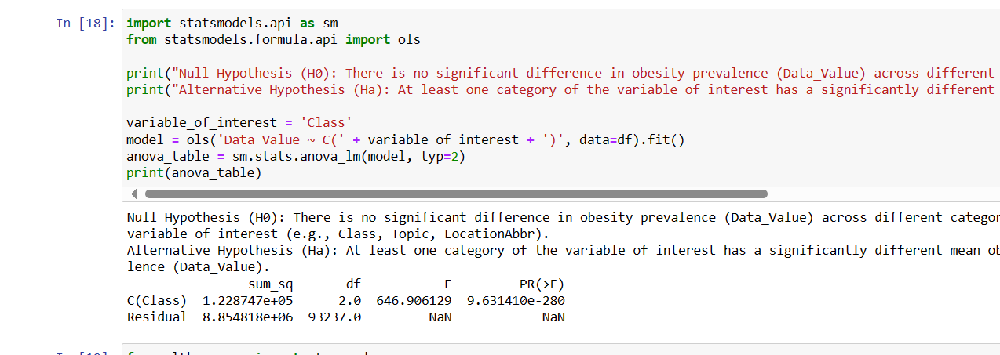 In [18]: import statsmodels.api as sm
from statsmodels.formula.api import ols
print("Null Hypothesis (H0): There is no significant difference in obesity prevalence (Data_Value) across different
print("Alternative Hypothesis (Ha): At least one category of the variable of interest has a significantly different
variable_of_interest = 'Class'
model = ols('Data_Value ~ C(' + variable_of_interest + ')', data=df).fit()
anova_table = sm.stats.anova_lm(model, typ=2)
print(anova_table)
Null Hypothesis (H0): There is no significant difference in obesity prevalence (Data_Value) across different categor
variable of interest (e.g., Class, Topic, LocationAbbr).
Alternative Hypothesis (Ha): At least one category of the variable of interest has a significantly different mean ob
lence (Data_Value).
sum_sq df F PR(>F)
C(Class) 1.228747e+05 2.0 646.906129 9.631410e-280
Residual 8.854818e+06 93237.0 NaN NaN